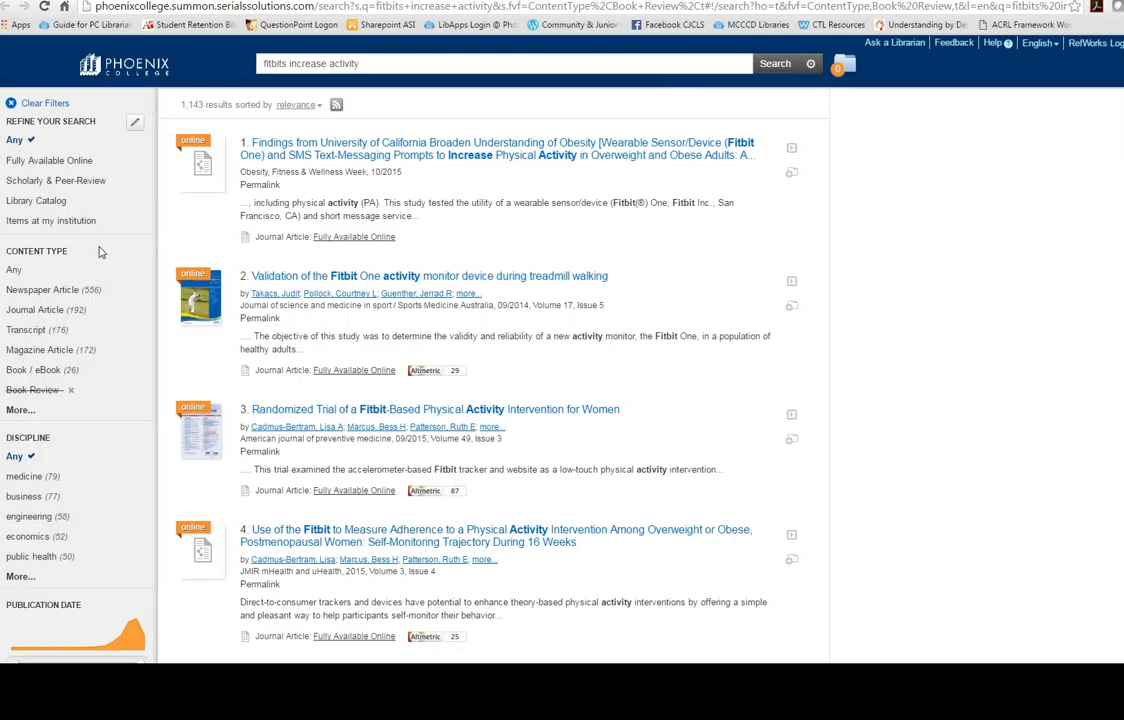 phoenixcollege.summon.serialssolutions.com/search?s.q=fitbits+increase+activity&s.fvf=ContentType%2CBook+Review%2Ct#!/search?ho=t&fvf=ContentType,Book%20Review,t&l=en&q=fitbits%20ir
Apps Guide for PC Librarian Student Retention Bib QuestionPoint Logon Sharepoint ASI LibApps Login @ Pho Community & Junior Facebook CJCLS MCCCD Libraries CTL Resources Understanding by Des ACRL Framework Wor
Ask a Librarian Feedback Help English RefWorks Log
PHOENIX COLLEGE
fitbits increase activity
Search
0
Clear Filters
REFINE YOUR SEARCH
Any
Fully Available Online
Scholarly & Peer-Review
Library Catalog
Items at my institution
CONTENT TYPE
Any
Newspaper Article (556)
Journal Article (192)
Transcript (176)
Magazine Article (172)
Book / eBook (26)
Book Review
More...
DISCIPLINE
Any
medicine (79)
business (77)
engineering (58)
economics (52)
public health (50)
More...
PUBLICATION DATE
1,143 results sorted by relevance
online
1. Findings from University of California Broaden Understanding of Obesity [Wearable Sensor/Device (Fitbit
One) and SMS Text-Messaging Prompts to Increase Physical Activity in Overweight and Obese Adults: A...
Obesity, Fitness & Wellness Week, 10/2015
Permalink
..., including physical activity (PA). This study tested the utility of a wearable sensor/device (Fitbit(®) One; Fitbit Inc., San
Francisco, CA) and short message service...
Journal Article: Fully Available Online
online
2. Validation of the Fitbit One activity monitor device during treadmill walking
by Takacs, Judit; Pollock, Courtney L; Guenther, Jerrad R; more...
Journal of science and medicine in sport / Sports Medicine Australia, 09/2014, Volume 17, Issue 5
Permalink
.... The objective of this study was to determine the validity and reliability of a new activity monitor, the Fitbit One, in a population of
healthy adults...
Journal Article: Fully Available Online Altmetric 29
online
3. Randomized Trial of a Fitbit-Based Physical Activity Intervention for Women
by Cadmus-Bertram, Lisa A; Marcus, Bess H; Patterson, Ruth E; more...
American journal of preventive medicine, 09/2015, Volume 49, Issue 3
Permalink
.... This trial examined the accelerometer-based Fitbit tracker and website as a low-touch physical activity intervention...
Journal Article: Fully Available Online Altmetric 87
online
4. Use of the Fitbit to Measure Adherence to a Physical Activity Intervention Among Overweight or Obese,
Postmenopausal Women: Self-Monitoring Trajectory During 16 Weeks
by Cadmus-Bertram, Lisa; Marcus, Bess H; Patterson, Ruth E; more...
JMIR mHealth and uHealth, 2015, Volume 3, Issue 4
Permalink
Direct-to-consumer trackers and devices have potential to enhance theory-based physical activity interventions by offering a simple
and pleasant way to help participants self-monitor their behavior...
Journal Article: Fully Available Online Altmetric 25